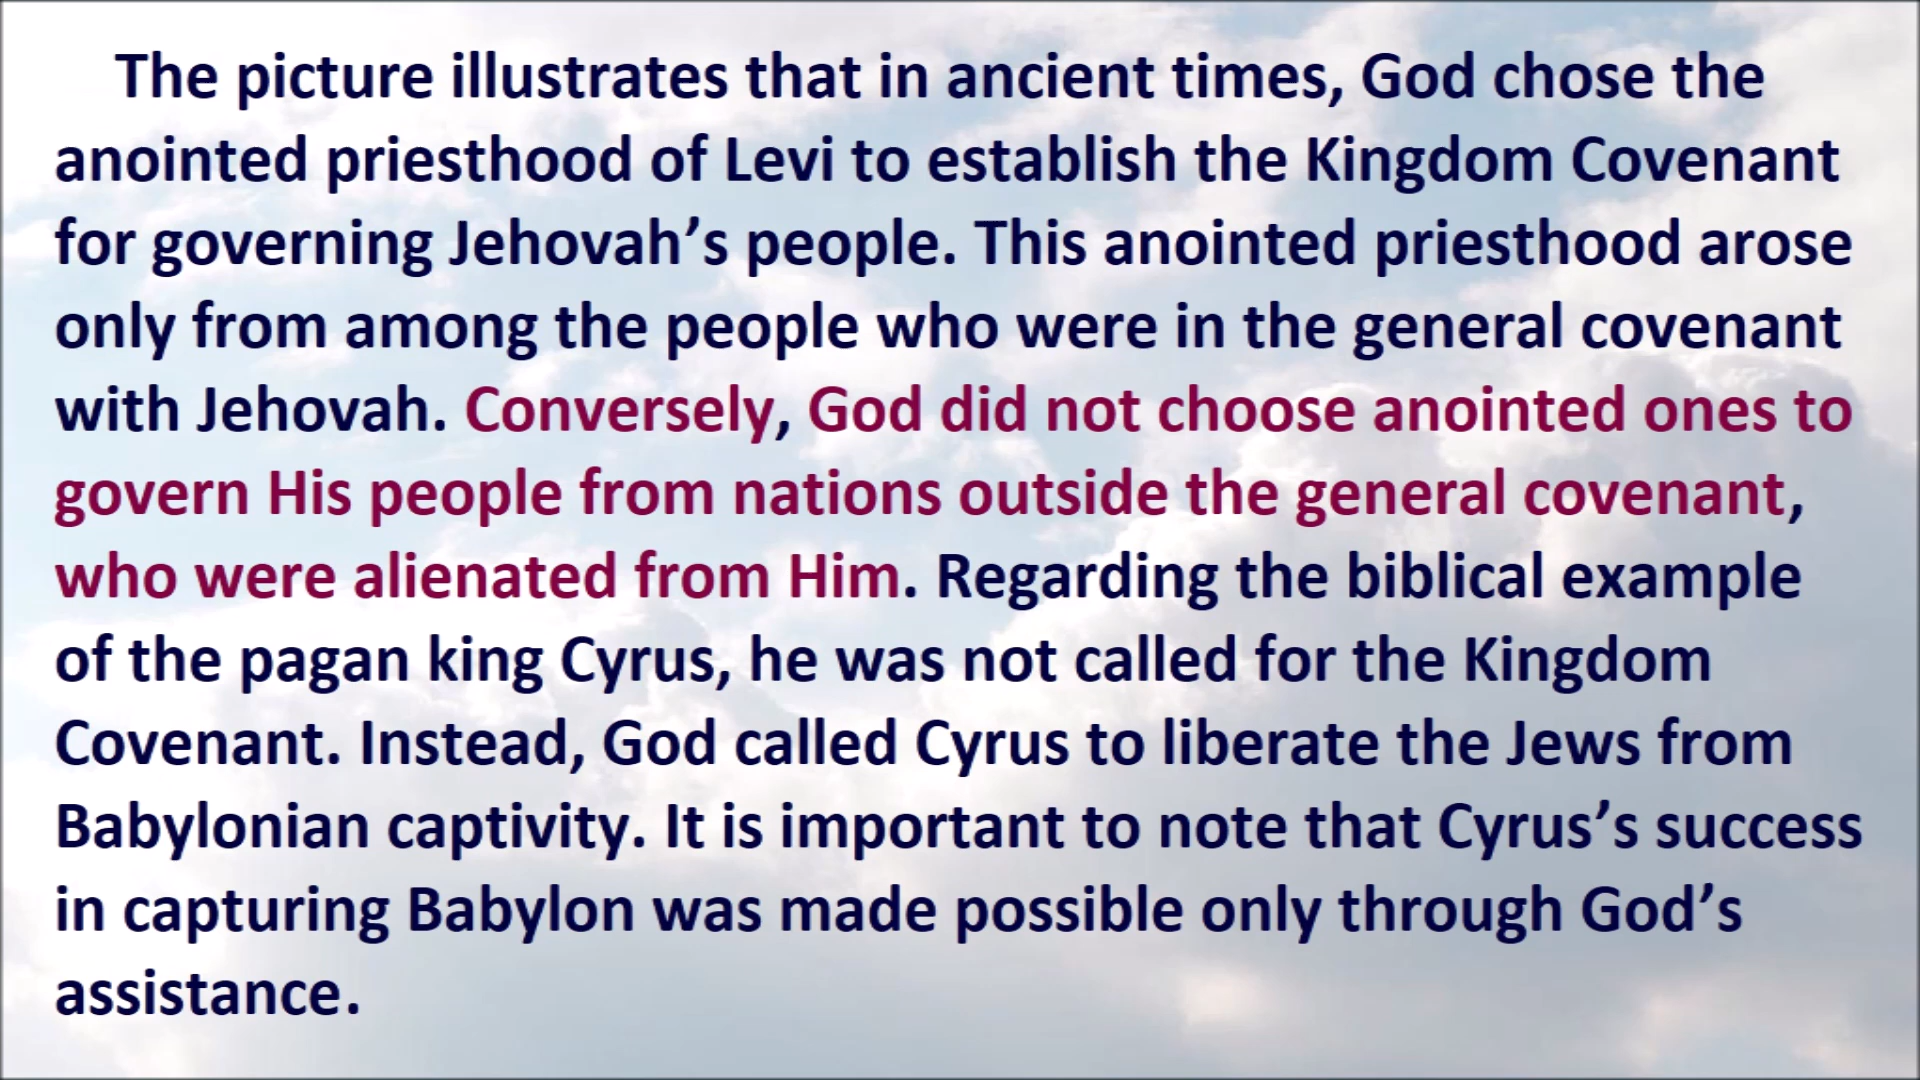 The picture illustrates that in ancient times, God chose the
anointed priesthood of Levi to establish the Kingdom Covenant
for governing Jehovah’s people. This anointed priesthood arose
only from among the people who were in the general covenant
with Jehovah. Conversely, God did not choose anointed ones to
govern His people from nations outside the general covenant,
who were alienated from Him. Regarding the biblical example
of the pagan king Cyrus, he was not called for the Kingdom
Covenant. Instead, God called Cyrus to liberate the Jews from
Babylonian captivity. It is important to note that Cyrus’s success
in capturing Babylon was made possible only through God’s
assistance.